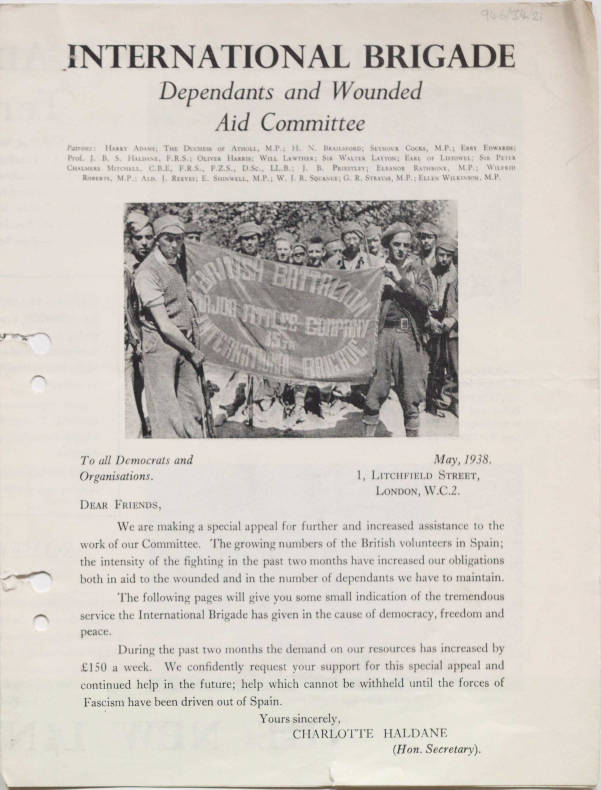 946/34/21
INTERNATIONAL BRIGADE
Dependants and Wounded
Aid Committee
Patrons: Harry Adams; The Duchess of Atholl, M.P.; H. N. Brailsford; Seymour Cocks, M.P.; Ebby Edwards;
Prof. J. B. S. Haldane, F.R.S.; Oliver Harris; Will Lawther; Sir Walter Layton; Earl of Listowel; Sir Peter
Chalmers Mitchell, C.B.E, F.R.S., F.Z.S., D.Sc., LL.B.; J. B. Priestley; Eleanor Rathbone, M.P.; Wilfrid
Roberts, M.P.; Ald. J. Reeves; E. Shinwell, M.P.; W. J. R. Squance; G. R. Strauss, M.P.; Ellen Wilkinson, M.P.
BRITISH BATTALION
MAJOR ATTLEE COMPANY
15TH
INTERNATIONAL BRIGADE
To all Democrats and
Organisations.
May, 1938.
1, Litchfield Street,
London, W.C.2.
Dear Friends,
We are making a special appeal for further and increased assistance to the
work of our Committee. The growing numbers of the British volunteers in Spain;
the intensity of the fighting in the past two months have increased our obligations
both in aid to the wounded and in the number of dependants we have to maintain.
The following pages will give you some small indication of the tremendous
service the International Brigade has given in the cause of democracy, freedom and
peace.
During the past two months the demand on our resources has increased by
£150 a week. We confidently request your support for this special appeal and
continued help in the future; help which cannot be withheld until the forces of
Fascism have been driven out of Spain.
Yours sincerely,
CHARLOTTE HALDANE
(Hon. Secretary).